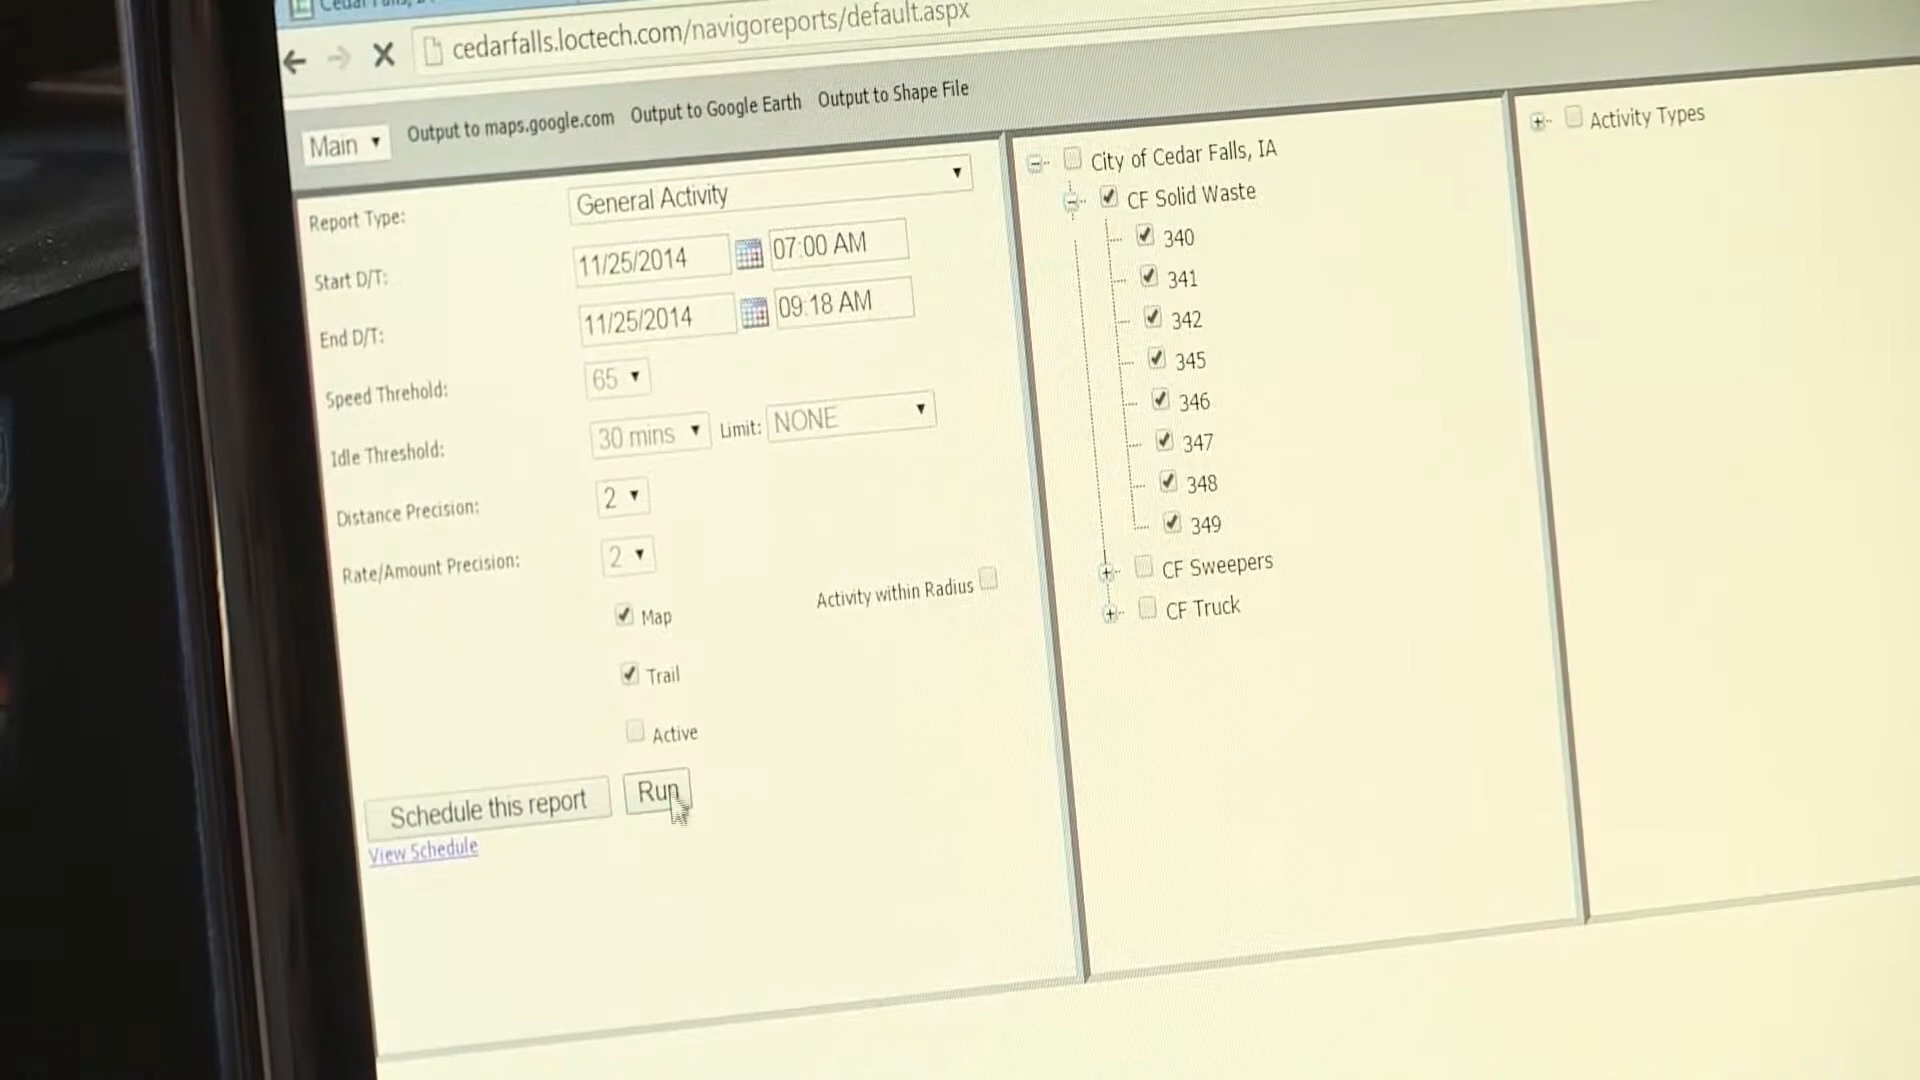 Cedar Falls,
cedarfalls.loctech.com/navigoreports/default.aspx
Main Output to maps.google.com Output to Google Earth Output to Shape File
Report Type: General Activity
Start D/T: 11/25/2014 07:00 AM
End D/T: 11/25/2014 09:18 AM
Speed Threhold: 65
Idle Threshold: 30 mins Limit: NONE
Distance Precision: 2
Rate/Amount Precision: 2
Map
Activity within Radius
Trail
Active
Schedule this report Run
View Schedule
City of Cedar Falls, IA
CF Solid Waste
340
341
342
345
346
347
348
349
CF Sweepers
CF Truck
Activity Types